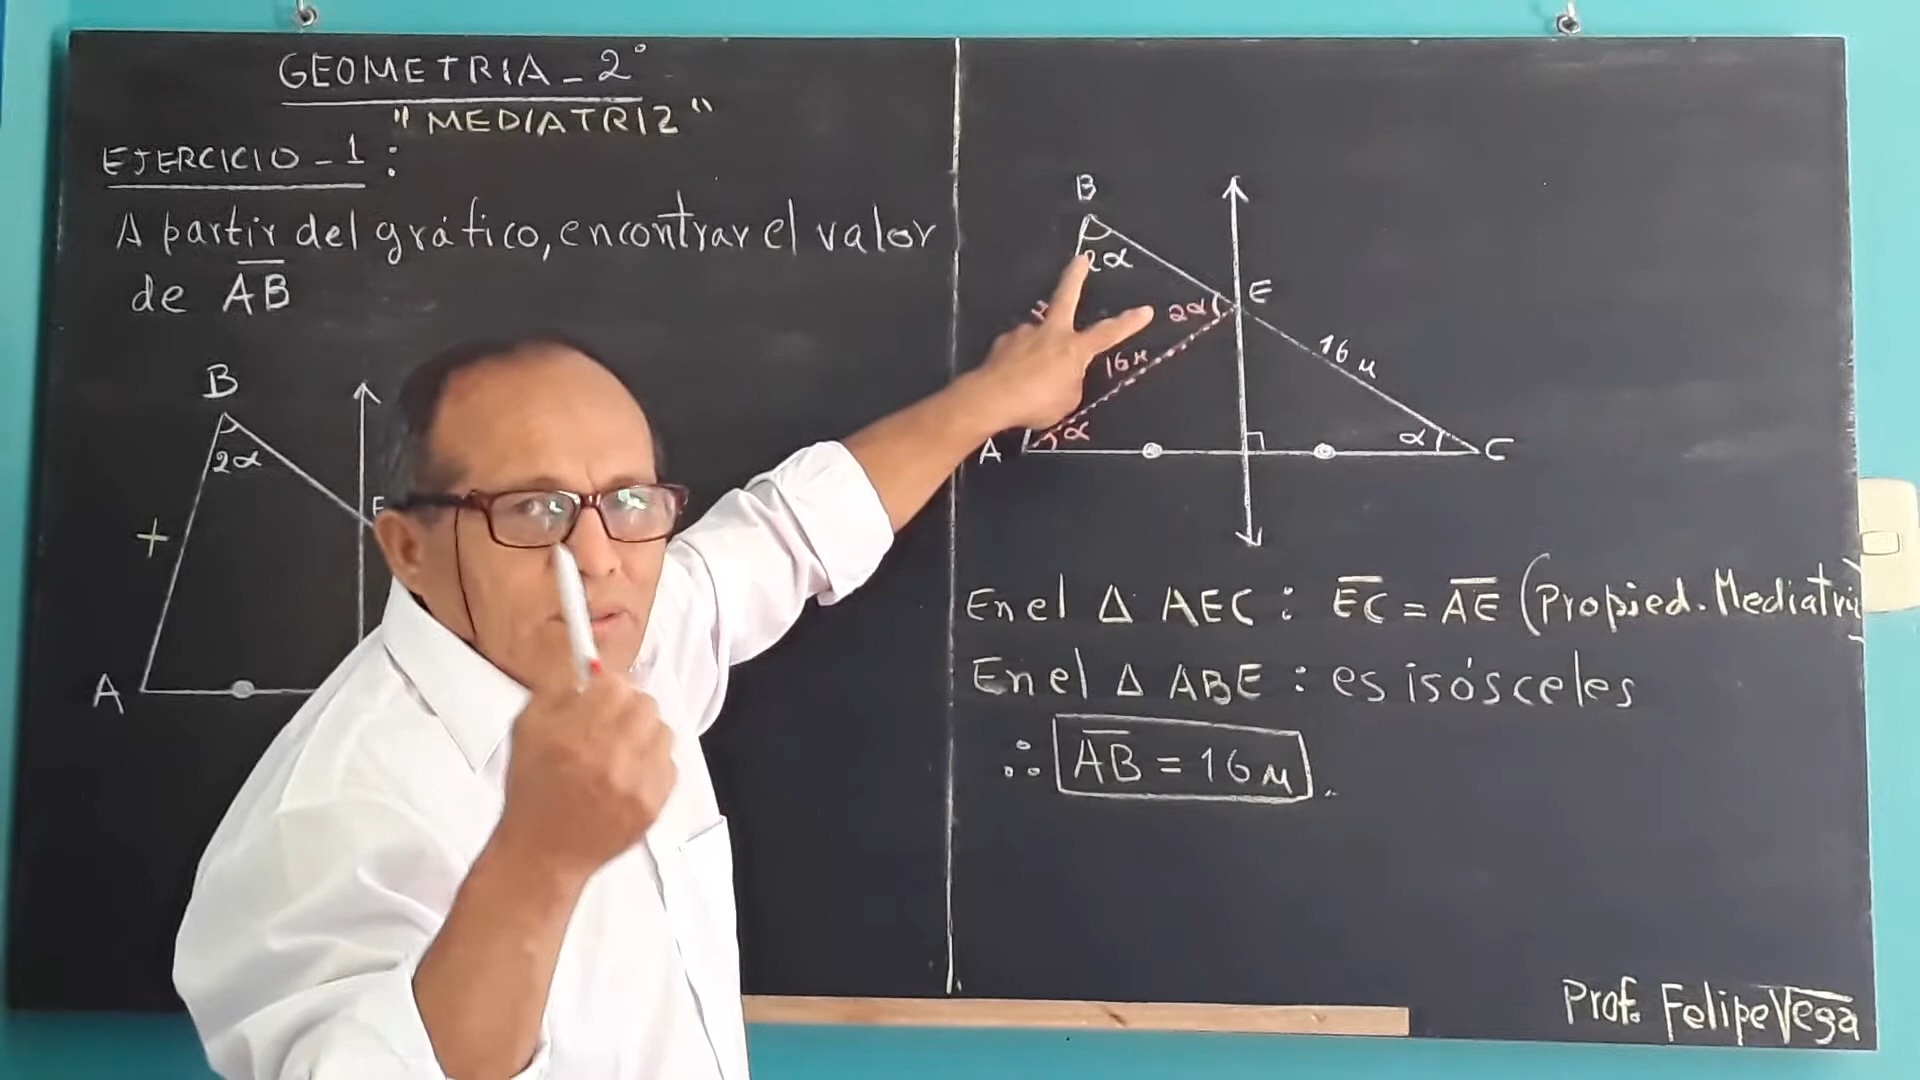 GEOMETRIA - 2°
"MEDIATRIZ"
EJERCICIO - 1 :
A partir del gráfico, encontrar el valor
de AB
B
2α
A
B
2α
E
2α
16 μ
16 μ
A
α
α
C
En el Δ AEC : EC = AE (Propied. Mediatriz)
En el Δ ABE : es isósceles
∴ AB = 16 μ .
Prof. Felipe Vega